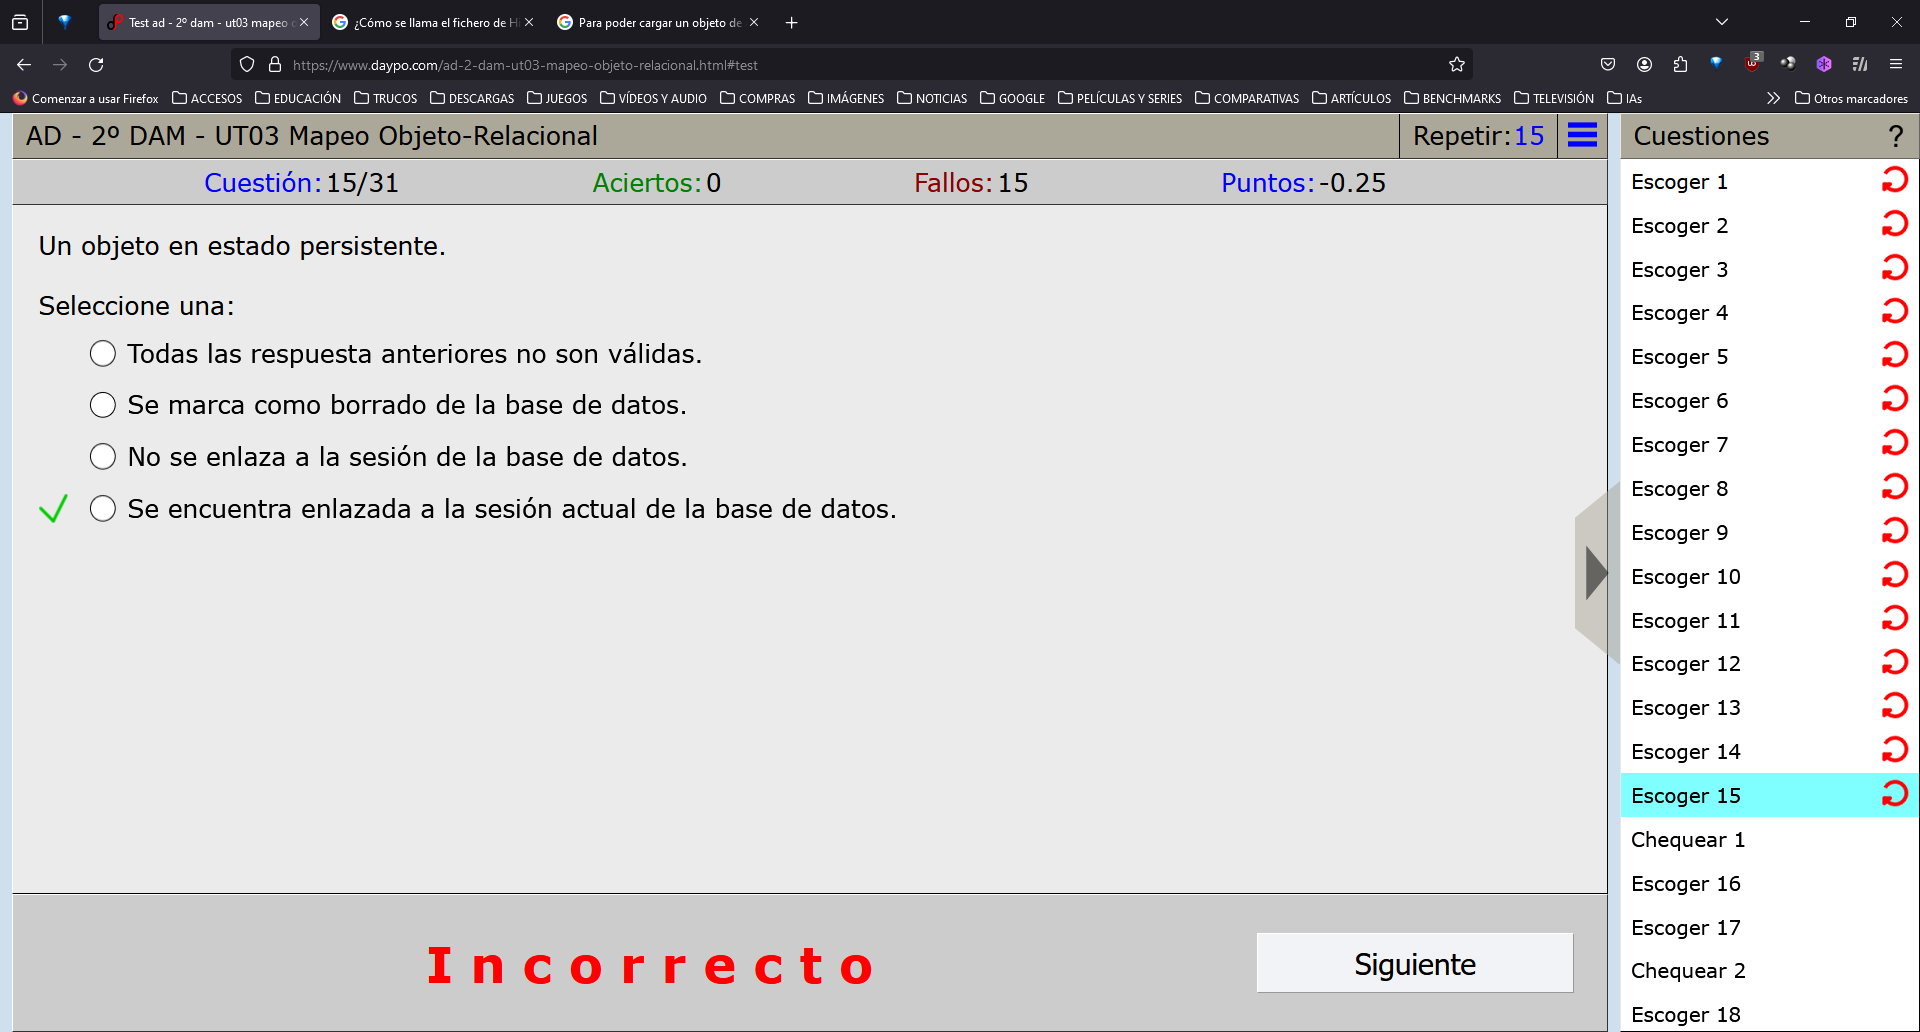 Test ad - 2º dam - ut03 mapeo
¿Cómo se llama el fichero de Hi
Para poder cargar un objeto de
https://www.daypo.com/ad-2-dam-ut03-mapeo-objeto-relacional.html#test
3
Comenzar a usar Firefox
ACCESOS
EDUCACIÓN
TRUCOS
DESCARGAS
JUEGOS
VÍDEOS Y AUDIO
COMPRAS
IMÁGENES
NOTICIAS
GOOGLE
PELÍCULAS Y SERIES
COMPARATIVAS
ARTÍCULOS
BENCHMARKS
TELEVISIÓN
IAs
Otros marcadores
AD - 2º DAM - UT03 Mapeo Objeto-Relacional
Repetir:15
Cuestión:15/31
Aciertos:0
Fallos:15
Puntos:-0.25
Un objeto en estado persistente.
Seleccione una:
Todas las respuesta anteriores no son válidas.
Se marca como borrado de la base de datos.
No se enlaza a la sesión de la base de datos.
Se encuentra enlazada a la sesión actual de la base de datos.
Incorrecto
Siguiente
Cuestiones
?
Escoger 1
Escoger 2
Escoger 3
Escoger 4
Escoger 5
Escoger 6
Escoger 7
Escoger 8
Escoger 9
Escoger 10
Escoger 11
Escoger 12
Escoger 13
Escoger 14
Escoger 15
Chequear 1
Escoger 16
Escoger 17
Chequear 2
Escoger 18